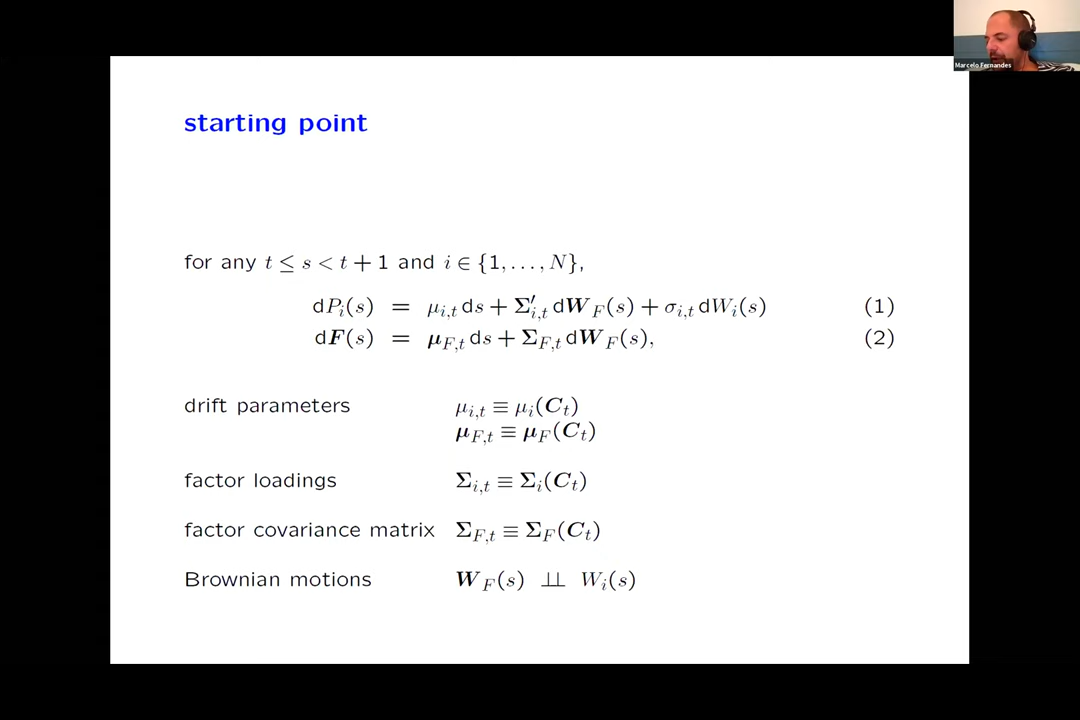 Marcelo Fernandes
starting point
for any t ≤ s < t + 1 and i ∈ {1, . . . , N},
dP_i(s) = μ_{i,t} ds + Σ′_{i,t} d𝑾_F(s) + σ_{i,t} dW_i(s) (1)
d𝑭(s) = 𝝁_{F,t} ds + Σ_{F,t} d𝑾_F(s), (2)
drift parameters μ_{i,t} ≡ μ_i(𝑪_t)
𝝁_{F,t} ≡ 𝝁_F(𝑪_t)
factor loadings Σ_{i,t} ≡ Σ_i(𝑪_t)
factor covariance matrix Σ_{F,t} ≡ Σ_F(𝑪_t)
Brownian motions 𝑾_F(s) ⫫ W_i(s)